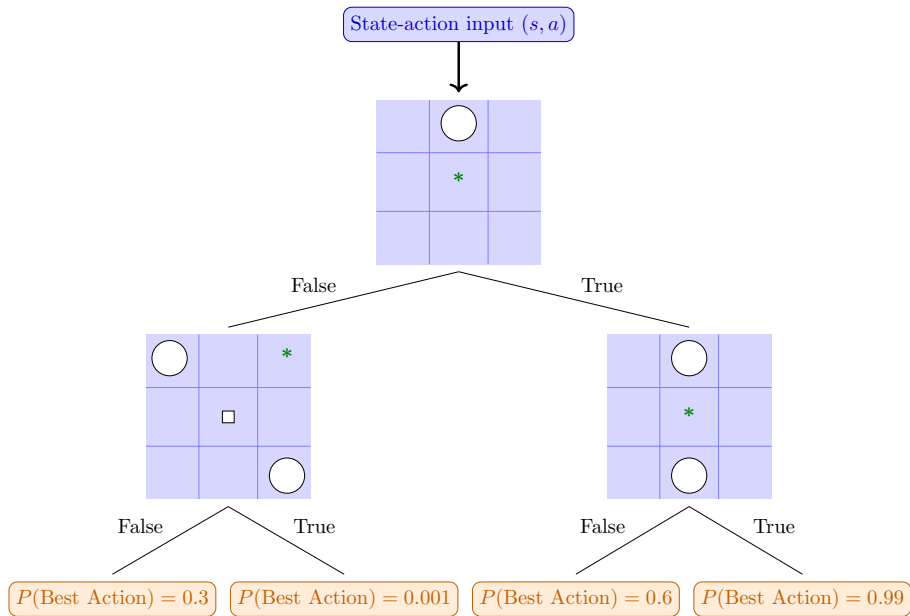 State-action input (s, a)
*
False
True
*
*
False
True
False
True
P(Best Action) = 0.3
P(Best Action) = 0.001
P(Best Action) = 0.6
P(Best Action) = 0.99